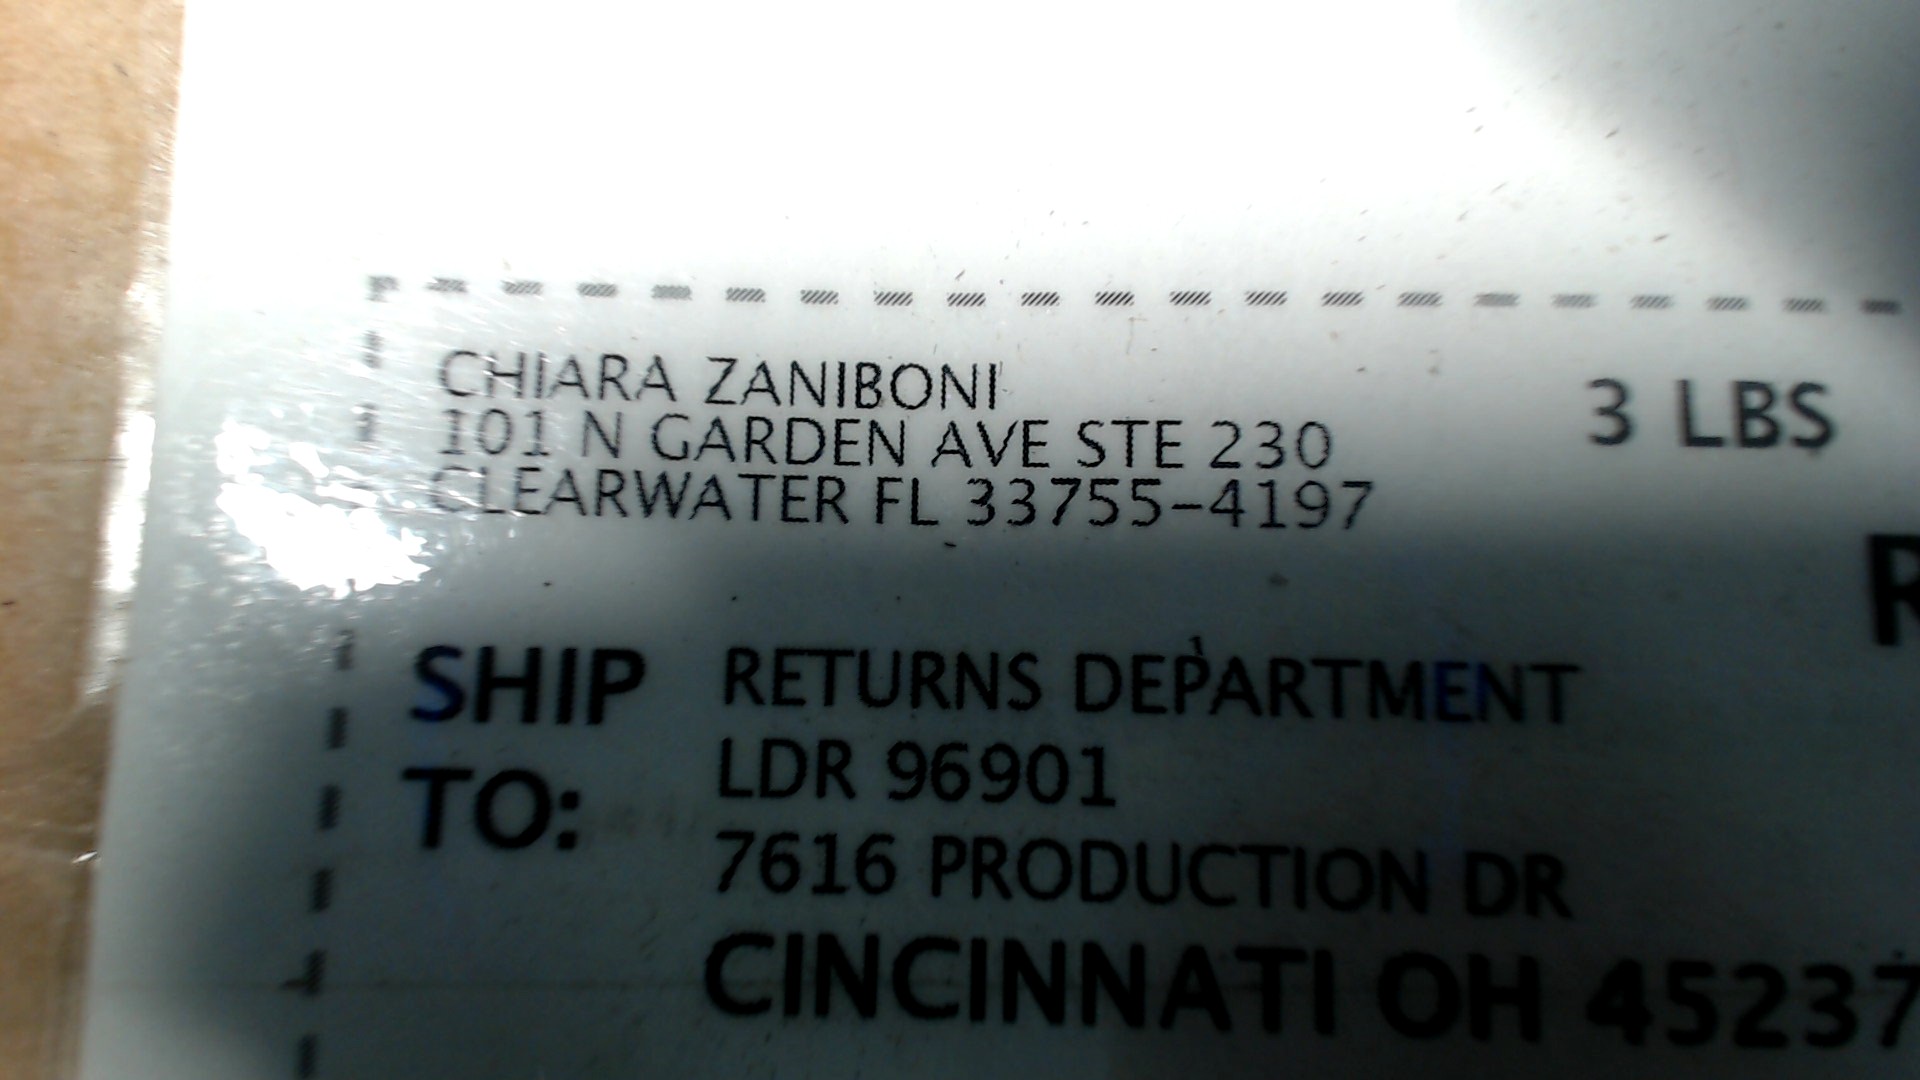 CHIARA ZANIBONI
101 N GARDEN AVE STE 230
CLEARWATER FL 33755-4197
3 LBS
SHIP TO:
RETURNS DEPARTMENT
LDR 96901
7616 PRODUCTION DR
CINCINNATI OH 45237